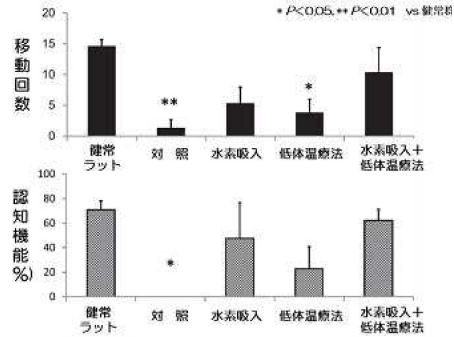 * P<0.05, ** P<0.01 vs 健常群
移動回数
20
15
10
5
0
**
*
健常
ラット
対 照
水素吸入
低体温療法
水素吸入＋
低体温療法
認知機能%)
100
80
60
40
20
0
*
健常
ラット
対 照
水素吸入
低体温療法
水素吸入＋
低体温療法